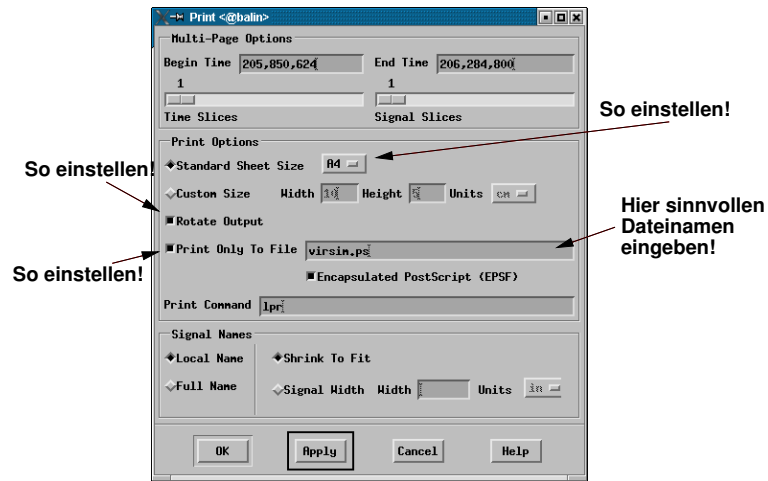 Print <@balin>
Multi-Page Options
Begin Time 205,850,624 End Time 206,284,800
1 1
Time Slices Signal Slices
So einstellen!
Print Options
Standard Sheet Size A4
So einstellen!
Custom Size Width 10 Height Units cm
Hier sinnvollen
Dateinamen
eingeben!
Rotate Output
Print Only To File virsim.ps
So einstellen!
Encapsulated PostScript (EPSF)
Print Command lpr
Signal Names
Local Name Shrink To Fit
Full Name Signal Width Width Units in
OK Apply Cancel Help